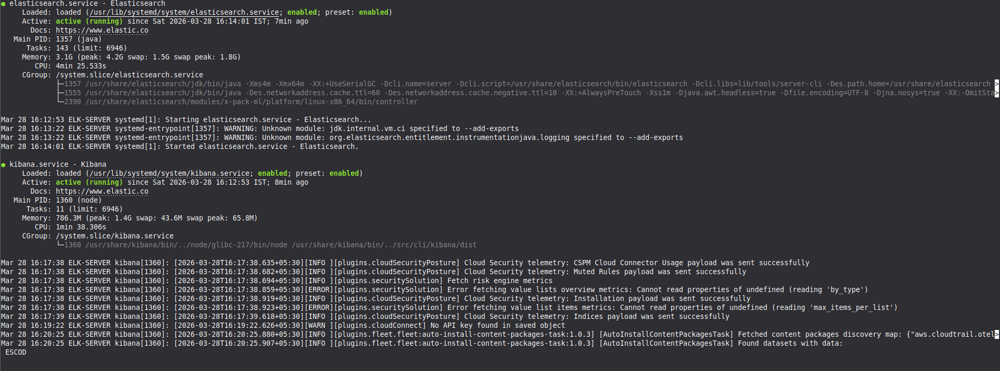 ● elasticsearch.service - Elasticsearch
     Loaded: loaded (/usr/lib/systemd/system/elasticsearch.service; enabled; preset: enabled)
     Active: active (running) since Sat 2026-03-28 16:14:01 IST; 7min ago
       Docs: https://www.elastic.co
   Main PID: 1357 (java)
      Tasks: 143 (limit: 6946)
     Memory: 3.1G (peak: 4.2G swap: 1.5G swap peak: 1.8G)
        CPU: 4min 25.533s
     CGroup: /system.slice/elasticsearch.service
             ├─1357 /usr/share/elasticsearch/jdk/bin/java -Xms4m -Xmx64m -XX:+UseSerialGC -Dcli.name=server -Dcli.script=/usr/share/elasticsearch/bin/elasticsearch -Dcli.libs=lib/tools/server-cli -Des.path.home=/usr/share/elasticsearch >
             ├─1555 /usr/share/elasticsearch/jdk/bin/java -Des.networkaddress.cache.ttl=60 -Des.networkaddress.cache.negative.ttl=10 -XX:+AlwaysPreTouch -Xss1m -Djava.awt.headless=true -Dfile.encoding=UTF-8 -Djna.nosys=true -XX:-OmitSta>
             └─2390 /usr/share/elasticsearch/modules/x-pack-ml/platform/linux-x86_64/bin/controller

Mar 28 16:12:53 ELK-SERVER systemd[1]: Starting elasticsearch.service - Elasticsearch...
Mar 28 16:13:22 ELK-SERVER systemd-entrypoint[1357]: WARNING: Unknown module: jdk.internal.vm.ci specified to --add-exports
Mar 28 16:13:22 ELK-SERVER systemd-entrypoint[1357]: WARNING: Unknown module: org.elasticsearch.entitlement.instrumentationjava.logging specified to --add-exports
Mar 28 16:14:01 ELK-SERVER systemd[1]: Started elasticsearch.service - Elasticsearch.

● kibana.service - Kibana
     Loaded: loaded (/usr/lib/systemd/system/kibana.service; enabled; preset: enabled)
     Active: active (running) since Sat 2026-03-28 16:12:53 IST; 8min ago
       Docs: https://www.elastic.co
   Main PID: 1360 (node)
      Tasks: 11 (limit: 6946)
     Memory: 786.3M (peak: 1.4G swap: 43.6M swap peak: 65.8M)
        CPU: 1min 38.306s
     CGroup: /system.slice/kibana.service
             └─1360 /usr/share/kibana/bin/../node/glibc-217/bin/node /usr/share/kibana/bin/../src/cli/kibana/dist

Mar 28 16:17:38 ELK-SERVER kibana[1360]: [2026-03-28T16:17:38.635+05:30][INFO ][plugins.cloudSecurityPosture] Cloud Security telemetry: CSPM Cloud Connector Usage payload was sent successfully
Mar 28 16:17:38 ELK-SERVER kibana[1360]: [2026-03-28T16:17:38.682+05:30][INFO ][plugins.cloudSecurityPosture] Cloud Security telemetry: Muted Rules payload was sent successfully
Mar 28 16:17:38 ELK-SERVER kibana[1360]: [2026-03-28T16:17:38.694+05:30][INFO ][plugins.securitySolution] Fetch risk engine metrics
Mar 28 16:17:38 ELK-SERVER kibana[1360]: [2026-03-28T16:17:38.859+05:30][ERROR][plugins.securitySolution] Error fetching value lists overview metrics: Cannot read properties of undefined (reading 'by_type')
Mar 28 16:17:38 ELK-SERVER kibana[1360]: [2026-03-28T16:17:38.919+05:30][INFO ][plugins.cloudSecurityPosture] Cloud Security telemetry: Installation payload was sent successfully
Mar 28 16:17:38 ELK-SERVER kibana[1360]: [2026-03-28T16:17:38.923+05:30][ERROR][plugins.securitySolution] Error fetching value list items metrics: Cannot read properties of undefined (reading 'max_items_per_list')
Mar 28 16:17:39 ELK-SERVER kibana[1360]: [2026-03-28T16:17:39.618+05:30][INFO ][plugins.cloudSecurityPosture] Cloud Security telemetry: Indices payload was sent successfully
Mar 28 16:19:22 ELK-SERVER kibana[1360]: [2026-03-28T16:19:22.626+05:30][WARN ][plugins.cloudConnect] No API key found in saved object
Mar 28 16:20:25 ELK-SERVER kibana[1360]: [2026-03-28T16:20:25.880+05:30][INFO ][plugins.fleet.fleet:auto-install-content-packages-task:1.0.3] [AutoInstallContentPackagesTask] Fetched content packages discovery map: {"aws.cloudtrail.otel>
Mar 28 16:20:25 ELK-SERVER kibana[1360]: [2026-03-28T16:20:25.907+05:30][INFO ][plugins.fleet.fleet:auto-install-content-packages-task:1.0.3] [AutoInstallContentPackagesTask] Found datasets with data:
 ESCOD